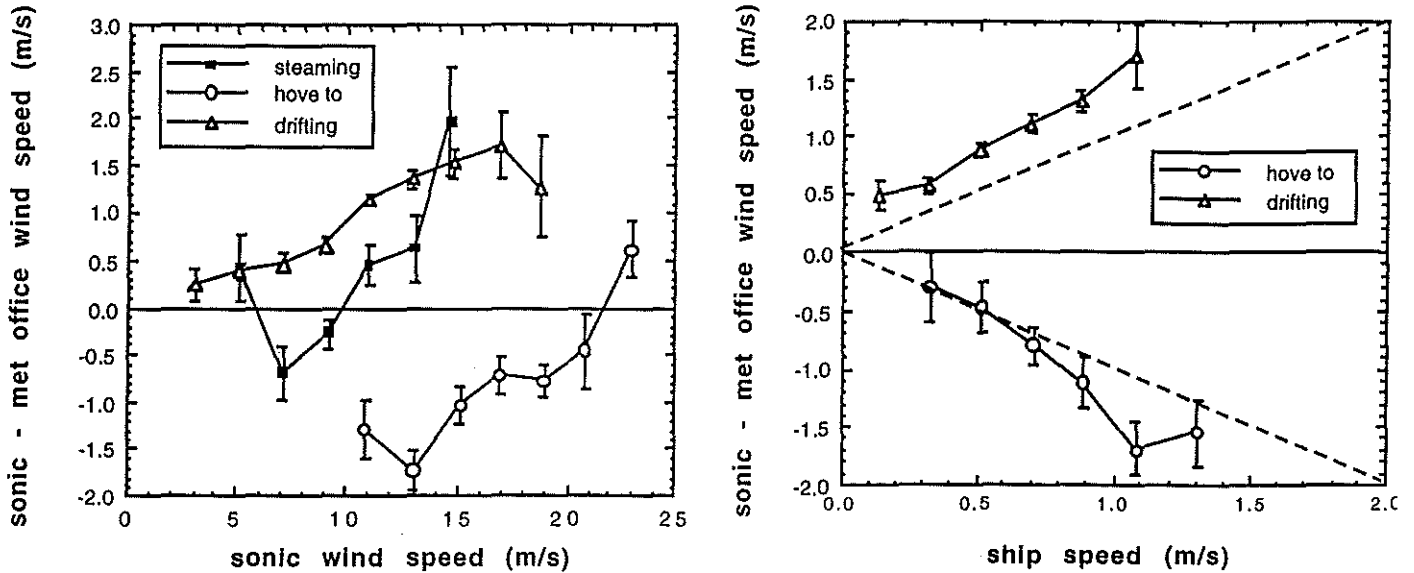 sonic - met office wind speed (m/s)
3.0
2.5
2.0
1.5
1.0
0.5
0.0
-0.5
-1.0
-1.5
-2.0
steaming
hove to
drifting
0 5 10 15 20 25
sonic wind speed (m/s)
sonic - met office wind speed (m/s)
2.0
1.5
1.0
0.5
0.0
-0.5
-1.0
-1.5
-2.0
hove to
drifting
0.0 0.5 1.0 1.5 2.0
ship speed (m/s)